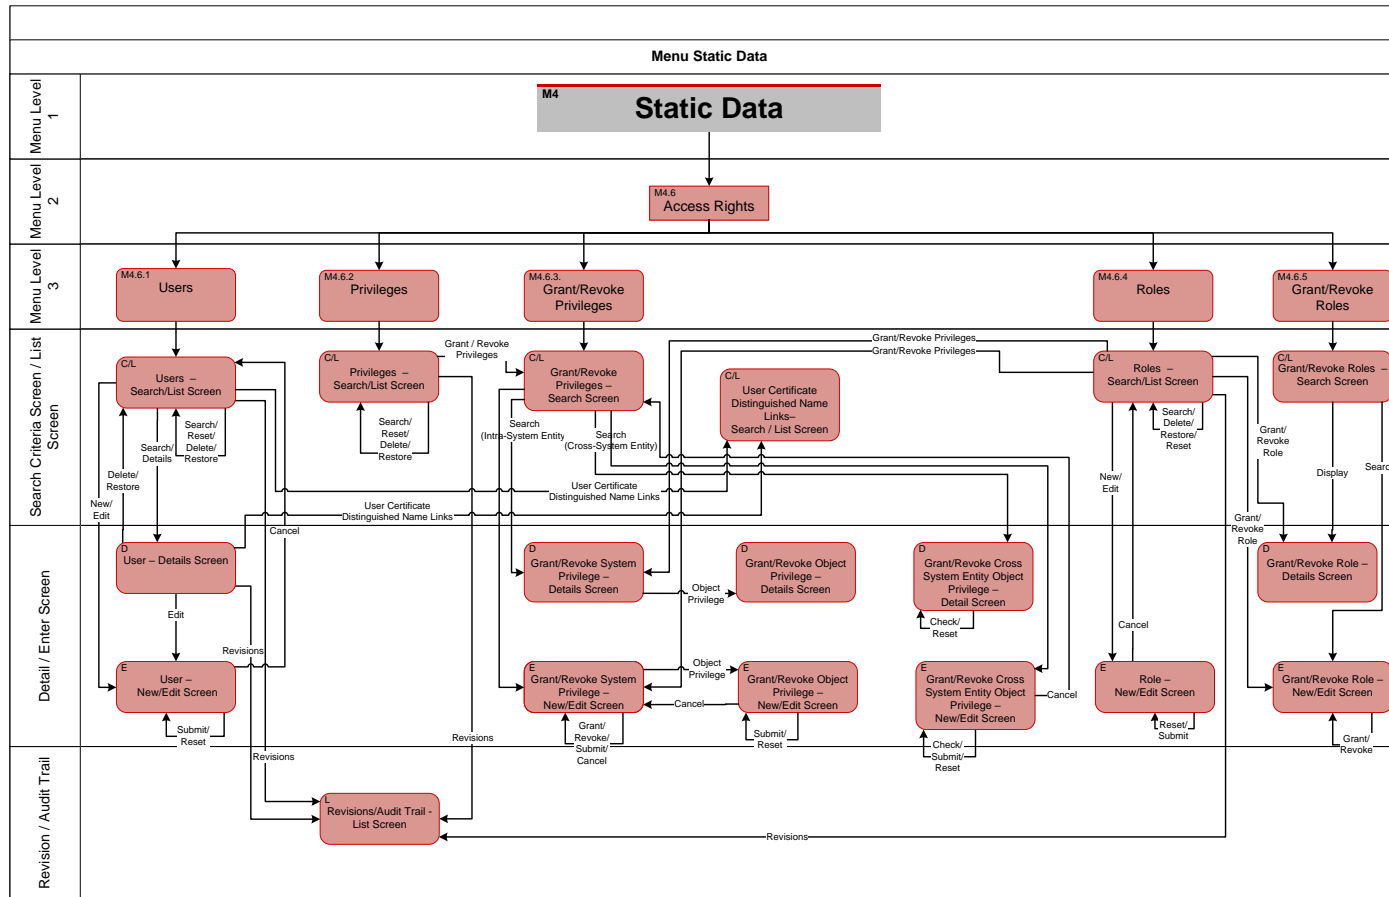 Menu Static Data
Menu Level
1
M4
Static Data
Menu Level
2
M4.6
Access Rights
Menu Level
3
M4.6.1
Users
M4.6.2
Privileges
M4.6.3.
Grant/Revoke
Privileges
M4.6.4
Roles
M4.6.5
Grant/Revoke
Roles
Search Criteria Screen / List
Screen
C/L
Users –
Search/List Screen
C/L
Privileges –
Search/List Screen
Grant / Revoke
Privileges
C/L
Grant/Revoke
Privileges –
Search Screen
C/L
User Certificate
Distinguished Name
Links–
Search / List Screen
Grant/Revoke Privileges
Grant/Revoke Privileges
C/L
Roles –
Search/List Screen
C/L
Grant/Revoke Roles –
Search Screen
Search/
Details
Search/
Reset/
Delete/
Restore
Delete/
Restore
New/
Edit
Search/
Reset/
Delete/
Restore
Search
(Intra-System Entity)
Search
(Cross-System Entity)
User Certificate
Distinguished Name Links
User Certificate
Distinguished Name Links
Cancel
Search/
Delete/
Restore/
Reset
New/
Edit
Grant/
Revoke
Role
Grant/
Revoke
Role
Display
Detail / Enter Screen
D
User – Details Screen
D
Grant/Revoke System
Privilege –
Details Screen
Object
Privilege
D
Grant/Revoke Object
Privilege –
Details Screen
D
Grant/Revoke Cross
System Entity Object
Privilege –
Detail Screen
Check/
Reset
D
Grant/Revoke Role –
Details Screen
Edit
Revisions
Cancel
E
User –
New/Edit Screen
Submit/
Reset
E
Grant/Revoke System
Privilege –
New/Edit Screen
Grant/
Revoke/
Submit/
Cancel
Object
Privilege
Cancel
E
Grant/Revoke Object
Privilege –
New/Edit Screen
Submit/
Reset
E
Grant/Revoke Cross
System Entity Object
Privilege –
New/Edit Screen
Check/
Submit/
Reset
Cancel
E
Role –
New/Edit Screen
Reset/
Submit
E
Grant/Revoke Role –
New/Edit Screen
Grant/
Revoke
Revisions
Revisions
Revision / Audit Trail
L
Revisions/Audit Trail -
List Screen
Revisions